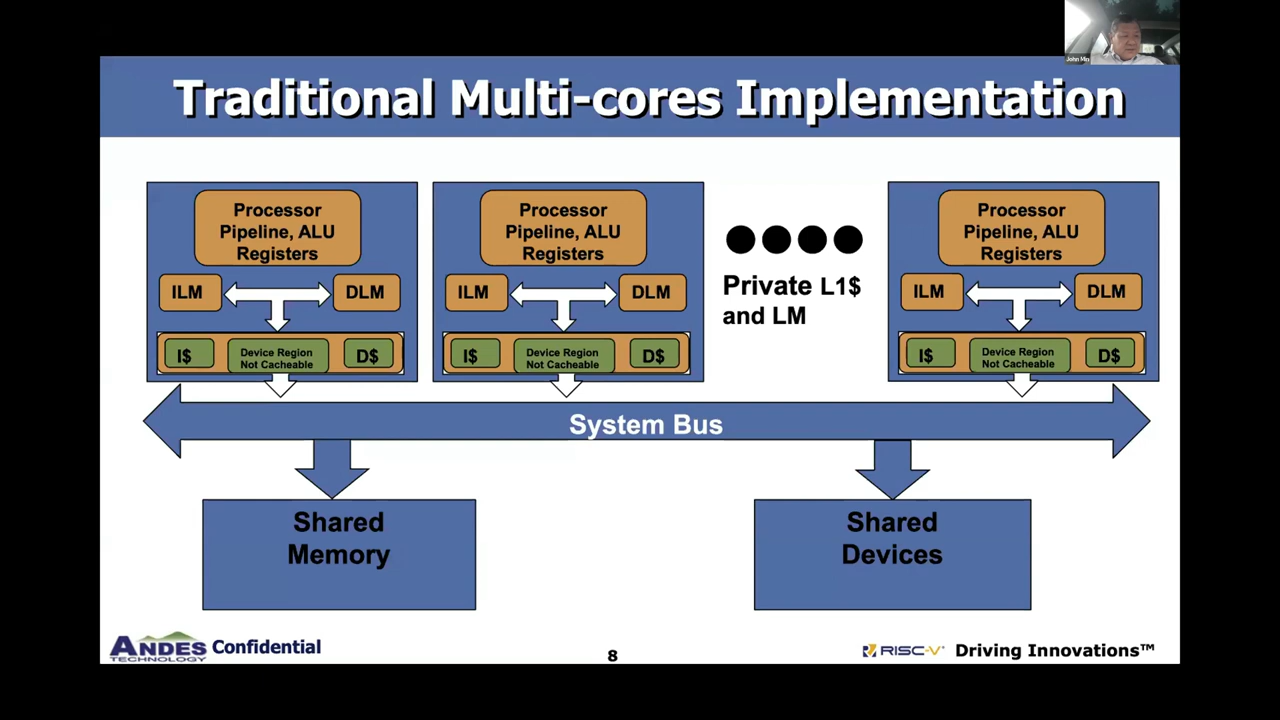 John Min
Traditional Multi-cores Implementation
Processor
Pipeline, ALU
Registers
ILM
DLM
I$
Device Region
Not Cacheable
D$
Processor
Pipeline, ALU
Registers
ILM
DLM
I$
Device Region
Not Cacheable
D$
Private L1$
and LM
Processor
Pipeline, ALU
Registers
ILM
DLM
I$
Device Region
Not Cacheable
D$
System Bus
Shared
Memory
Shared
Devices
ANDES
TECHNOLOGY
Confidential
8
RISC-V®
Driving Innovations™